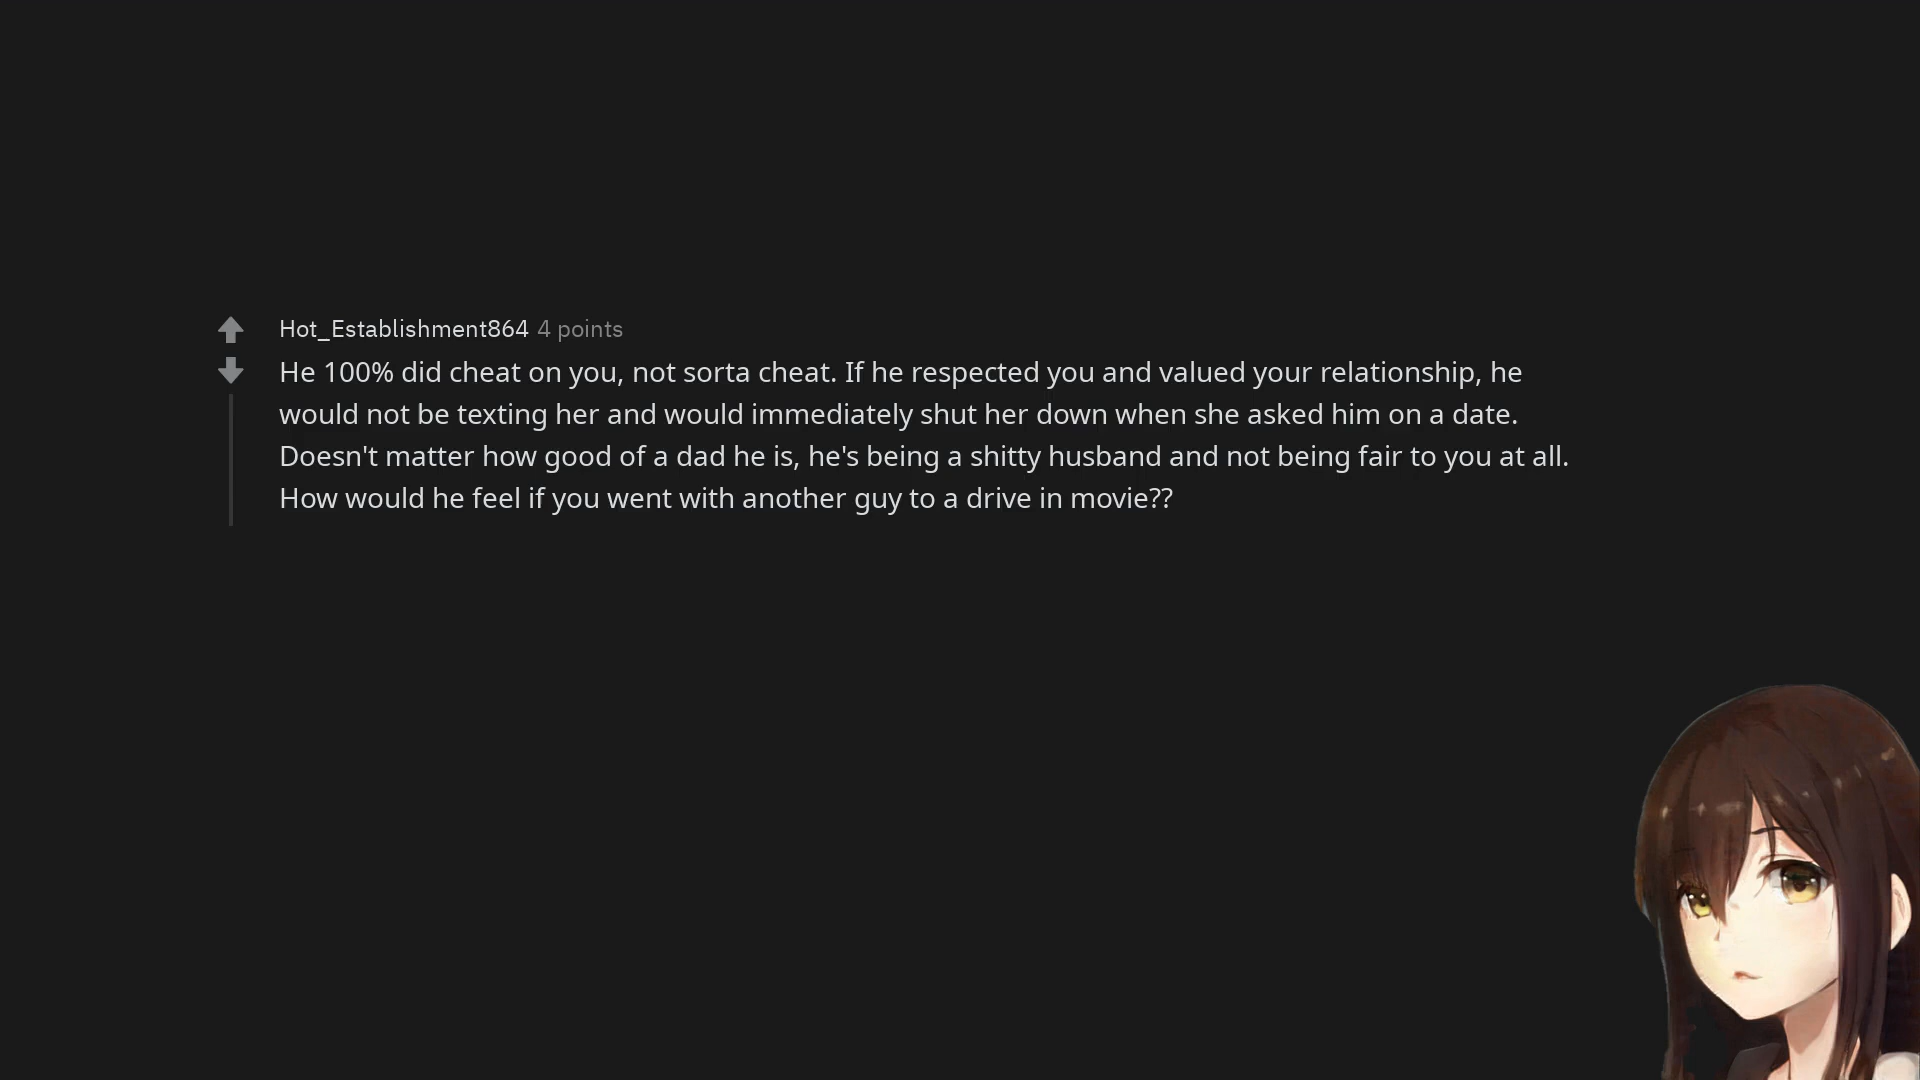 Hot_Establishment864 4 points
He 100% did cheat on you, not sorta cheat. If he respected you and valued your relationship, he
would not be texting her and would immediately shut her down when she asked him on a date.
Doesn't matter how good of a dad he is, he's being a shitty husband and not being fair to you at all.
How would he feel if you went with another guy to a drive in movie??